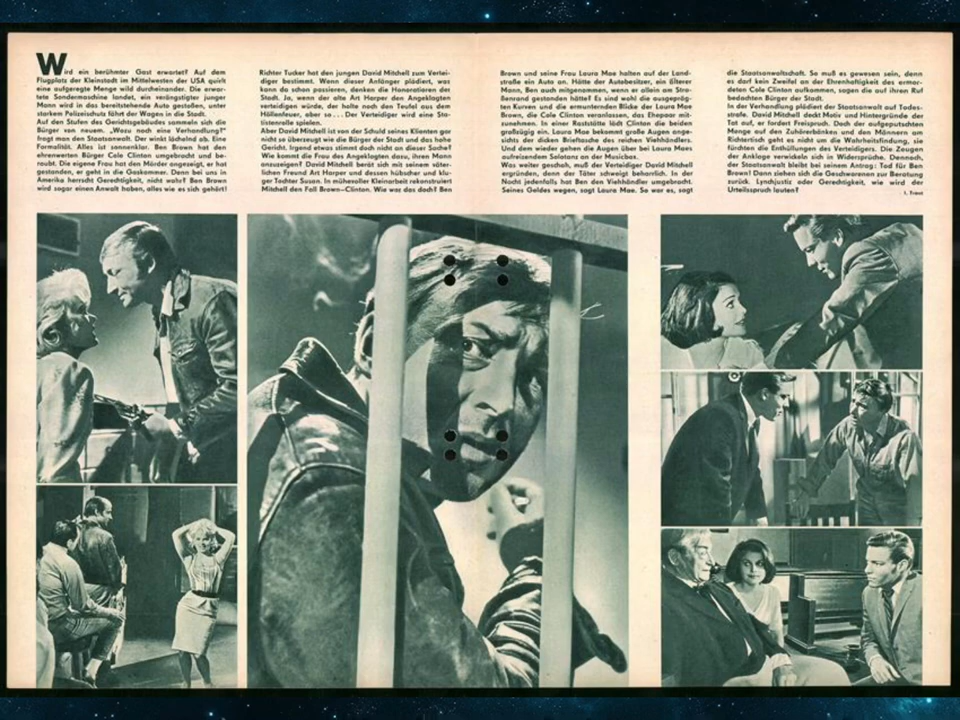 Wird ein berühmter Gast erwartet? Auf dem
Flugplatz der Kleinstadt im Mittelwesten der USA quirlt
eine aufgeregte Menge wild durcheinander. Die erwar-
tete Sondermaschine landet, ein verängstigter junger
Mann wird in das bereitstehende Auto gestoßen, unter
starkem Polizeischutz fährt der Wagen in die Stadt.
Auf den Stufen des Gerichtsgebäudes sammeln sich die
Bürger von neuem. „Wozu noch eine Verhandlung?"
fragt man den Staatsanwalt. Der winkt lächelnd ab. Eine
Formalität. Alles ist sonnenklar. Ben Brown hat den
ehrenwerten Bürger Cole Clinton umgebracht und be-
raubt. Die eigene Frau hat den Mörder angezeigt, er hat
gestanden, er geht in die Gaskammer. Denn bei uns in
Amerika herrscht Gerechtigkeit, nicht wahr? Ben Brown
wird sogar einen Anwalt haben, alles wie es sich gehört!
Richter Tucker hat den jungen David Mitchell zum Vertei-
diger bestimmt. Wenn dieser Anfänger plädiert, was
kann da schon passieren, denken die Honoratioren der
Stadt. Ja, wenn der alte Art Harper den Angeklagten
verteidigen würde, der holte noch den Teufel aus dem
Höllenfeuer, aber so ... Der Verteidiger wird eine Sta-
tistenrolle spielen.
Aber David Mitchell ist von der Schuld seines Klienten gar
nicht so überzeugt wie die Bürger der Stadt und das hohe
Gericht. Irgend etwas stimmt doch nicht an dieser Sache?
Wie kommt die Frau des Angeklagten dazu, ihren Mann
anzuzeigen? David Mitchell berät sich mit seinem väter-
lichen Freund Art Harper und dessen hübscher und klu-
ger Tochter Susan. In mühevoller Kleinarbeit rekonstruiert
Mitchell den Fall Brown—Clinton. Wie war das doch? Ben
Brown und seine Frau Laura Mae halten auf der Land-
straße ein Auto an. Hätte der Autobesitzer, ein älterer
Mann, Ben auch mitgenommen, wenn er allein am Stra-
ßenrand gestanden hätte? Es sind wohl die ausgepräg-
ten Kurven und die ermunternden Blicke der Laura Mae
Brown, die Cole Clinton veranlassen, das Ehepaar mit-
zunehmen. In einer Raststätte lädt Clinton die beiden
großzügig ein. Laura Mae bekommt große Augen ange-
sichts der dicken Brieftasche des reichen Viehhändlers.
Und dem wieder gehen die Augen über bei Laura Maes
aufreizendem Solotanz an der Musicbox.
Was weiter geschah, muß der Verteidiger David Mitchell
ergründen, denn der Täter schweigt beharrlich. In der
Nacht jedenfalls hat Ben den Viehhändler umgebracht.
Seines Geldes wegen, sagt Laura Mae. So war es, sagt
die Staatsanwaltschaft. So muß es gewesen sein, denn
es darf kein Zweifel an der Ehrenhaftigkeit des ermor-
deten Cole Clinton aufkommen, sagen die auf ihren Ruf
bedachten Bürger der Stadt.
In der Verhandlung plädiert der Staatsanwalt auf Todes-
strafe. David Mitchell deckt Motiv und Hintergründe der
Tat auf, er fordert Freispruch. Doch der aufgeputschten
Menge auf den Zuhörerbänken und den Männern am
Richtertisch geht es nicht um die Wahrheitsfindung, sie
fürchten die Enthüllungen des Verteidigers. Die Zeugen
der Anklage verwickeln sich in Widersprüche. Dennoch,
der Staatsanwalt bleibt bei seinem Antrag: Tod für Ben
Brown! Dann ziehen sich die Geschworenen zur Beratung
zurück. Lynchjustiz oder Gerechtigkeit, wie wird der
Urteilsspruch lauten?